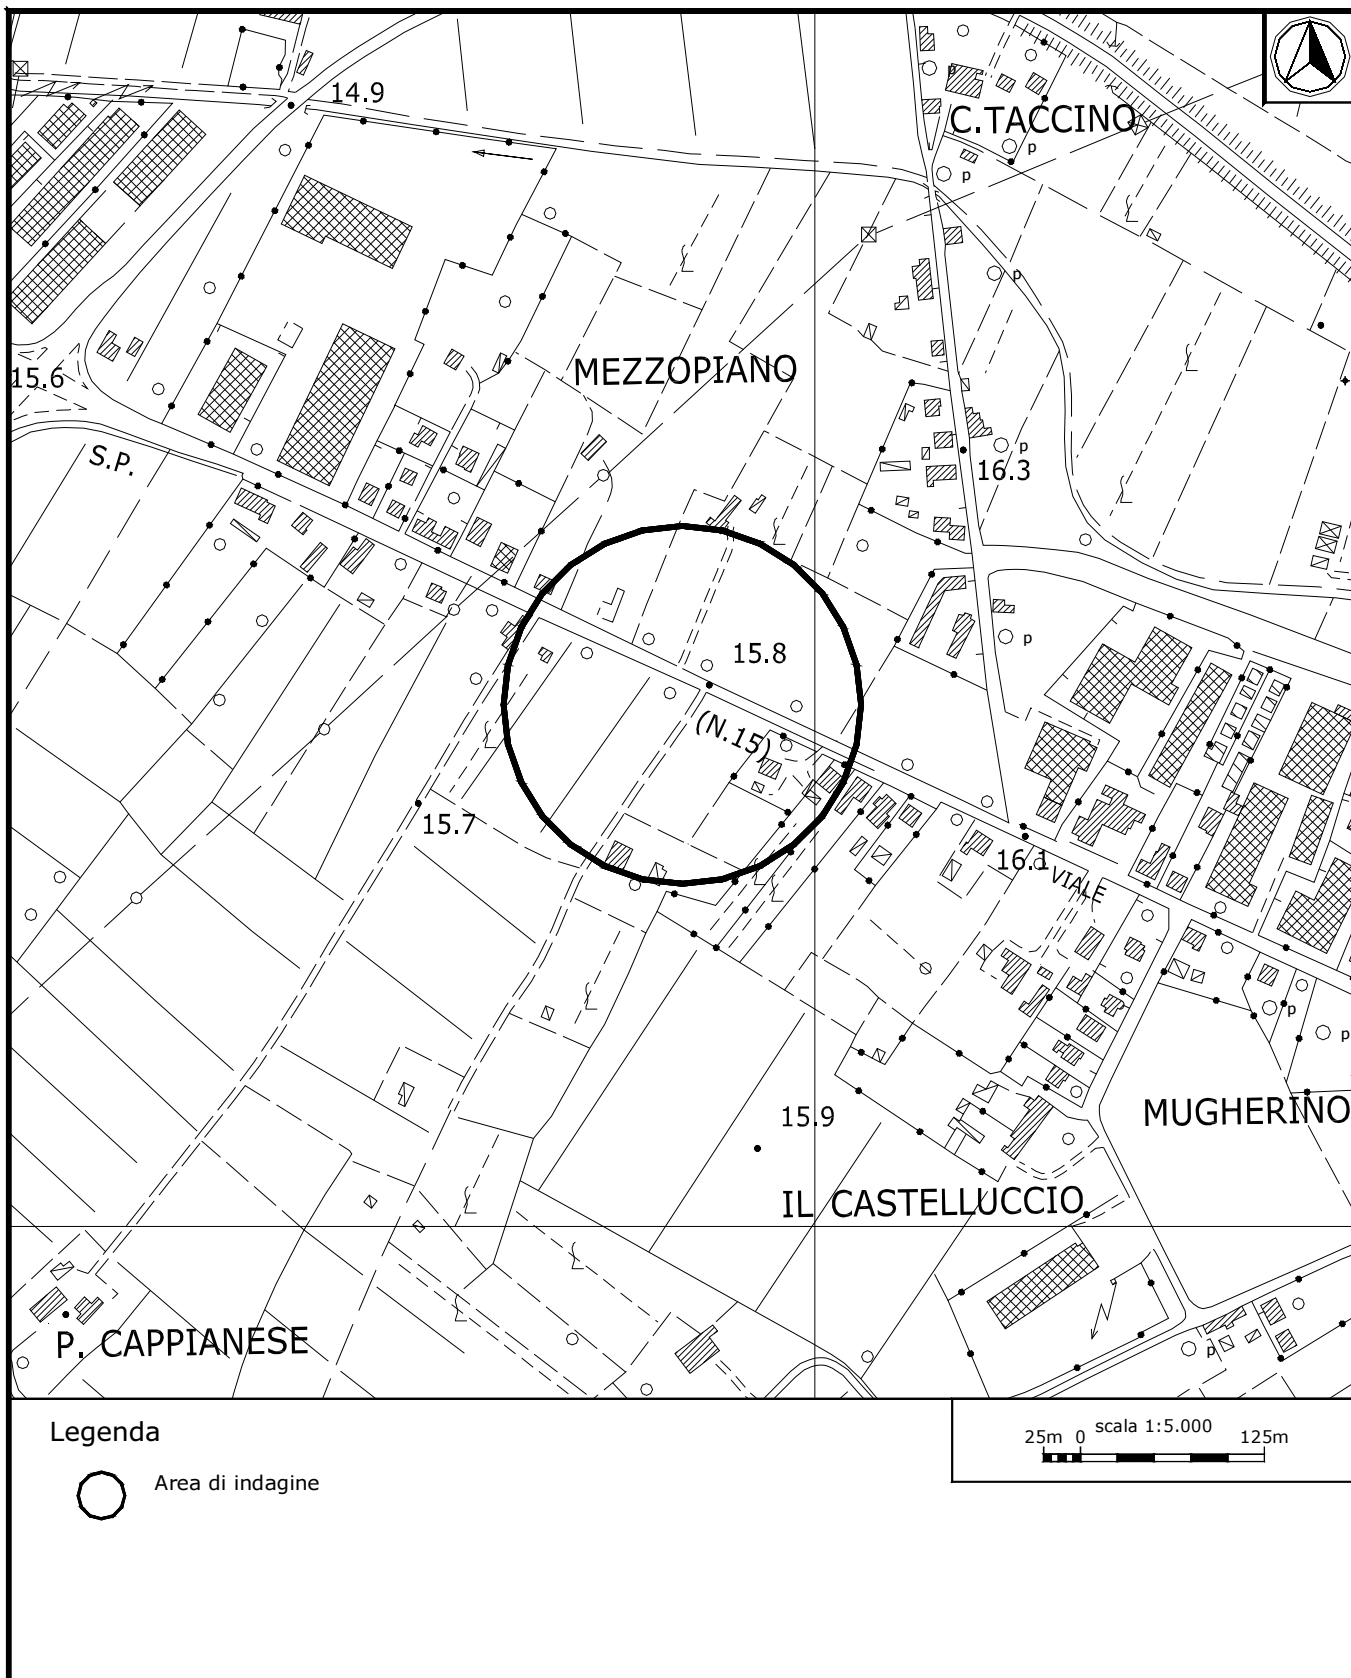 14.9
p
C.TACCINO
p
p
p
15.6
MEZZOPIANO
S.P.
p
16.3
p
15.8
(N.15)
15.7
16.1
VIALE
p
p
15.9
MUGHERINO
IL CASTELLUCCIO
P. CAPPIANESE
p
Legenda
Area di indagine
scala 1:5.000
25m 0 125m